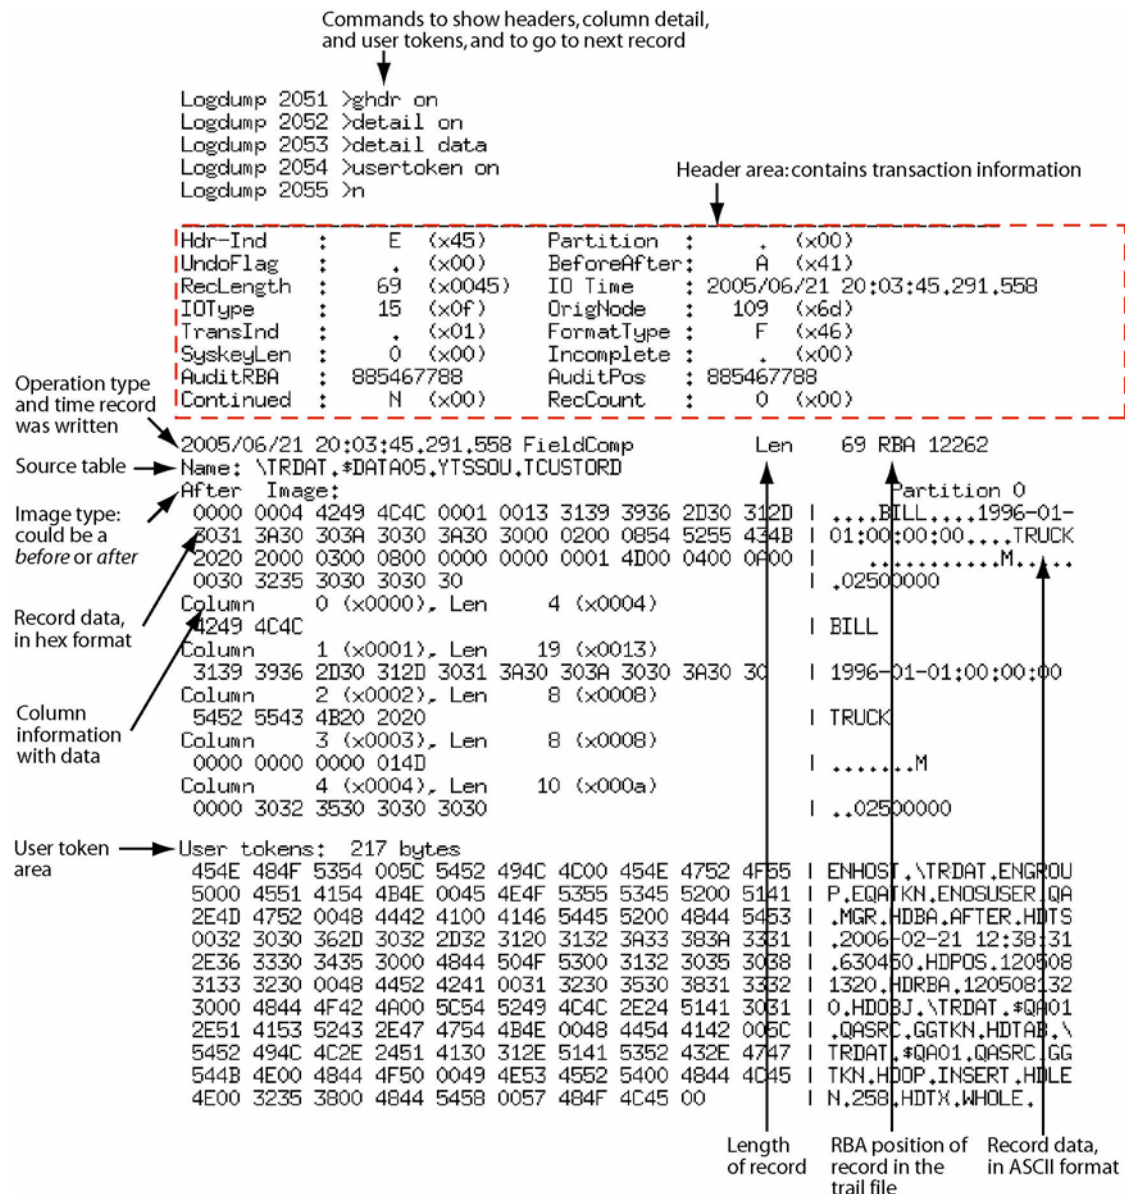 Commands to show headers, column detail,
and user tokens, and to go to next record
Logdump 2051 >ghdr on
Logdump 2052 >detail on
Logdump 2053 >detail data
Logdump 2054 >usertoken on
Logdump 2055 >n
Header area: contains transaction information
Hdr-Ind : E (x45) Partition : . (x00)
UndoFlag : . (x00) BeforeAfter: A (x41)
RecLength : 69 (x0045) IO Time : 2005/06/21 20:03:45.291.558
IOType : 15 (x0f) OrigNode : 109 (x6d)
TransInd : . (x01) FormatType : F (x46)
SyskeyLen : 0 (x00) Incomplete : . (x00)
AuditRBA : 885467788 AuditPos : 885467788
Continued : N (x00) RecCount : 0 (x00)
Operation type
and time record
was written
2005/06/21 20:03:45.291.558 FieldComp Len 69 RBA 12262
Source table
Name: \TRDAT.$DATA05.YTSSOU.TCUSTORD
After Image: Partition 0
Image type:
could be a
before or after
0000 0004 4249 4C4C 0001 0013 3139 3936 2D30 312D | ....BILL....1996-01-
3031 3A30 303A 3030 3A30 3000 0200 0854 5255 434B | 01:00:00:00....TRUCK
2020 2000 0300 0800 0000 0000 0001 4D00 0400 0A00 | ............M.....
0030 3235 3030 3030 30 | .02500000
Record data,
in hex format
Column 0 (x0000), Len 4 (x0004)
4249 4C4C | BILL
Column 1 (x0001), Len 19 (x0013)
3139 3936 2D30 312D 3031 3A30 303A 3030 3A30 30 | 1996-01-01:00:00:00
Column 2 (x0002), Len 8 (x0008)
5452 5543 4B20 2020 | TRUCK
Column
information
with data
Column 3 (x0003), Len 8 (x0008)
0000 0000 0000 014D | .......M
Column 4 (x0004), Len 10 (x000a)
0000 3032 3530 3030 3030 | ..02500000
User token
area
User tokens: 217 bytes
454E 484F 5354 005C 5452 494C 4C00 454E 4752 4F55 | ENHOST.\TRDAT.ENGROU
5000 4551 4154 4B4E 0045 4E4F 5355 5345 5200 5141 | P.EQATKN.ENOSUSER.QA
2E4D 4752 0048 4442 4100 4146 5445 5200 4844 5453 | .MGR.HDBA.AFTER.HDTS
0032 3030 362D 3032 2D32 3120 3132 3A33 383A 3331 | .2006-02-21 12:38:31
2E36 3330 3435 3000 4844 504F 5300 3132 3035 3038 | .630450.HDPOS.120508
3133 3230 0048 4452 4241 0031 3230 3530 3831 3332 | 1320.HDRBA.120508132
3000 4844 4F42 4A00 5C54 5249 4C4C 2E24 5141 3031 | 0.HDOBJ.\TRDAT.$QA01
2E51 4153 5243 2E47 4754 4B4E 0048 4454 4142 005C | .QASRC.GGTKN.HDTAB.\
5452 494C 4C2E 2451 4130 312E 5141 5352 432E 4747 | TRDAT.$QA01.QASRC.GG
544B 4E00 4844 4F50 0049 4E53 4552 5400 4844 4C45 | TKN.HDOP.INSERT.HDLE
4E00 3235 3800 4844 5458 0057 484F 4C45 00 | N.258.HDTX.WHOLE.
Length
of record
RBA position of
record in the
trail file
Record data,
in ASCII format